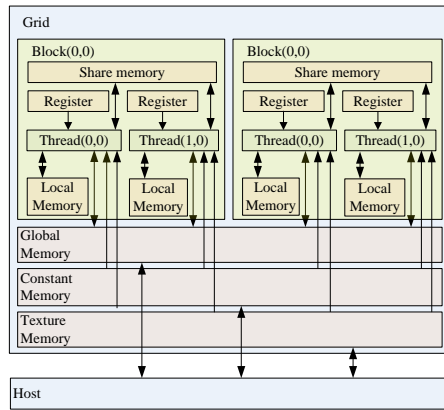 Grid
Block(0,0)
Share memory
Register
Register
Thread(0,0)
Thread(1,0)
Local
Memory
Local
Memory
Block(0,0)
Share memory
Register
Register
Thread(0,0)
Thread(1,0)
Local
Memory
Local
Memory
Global
Memory
Constant
Memory
Texture
Memory
Host